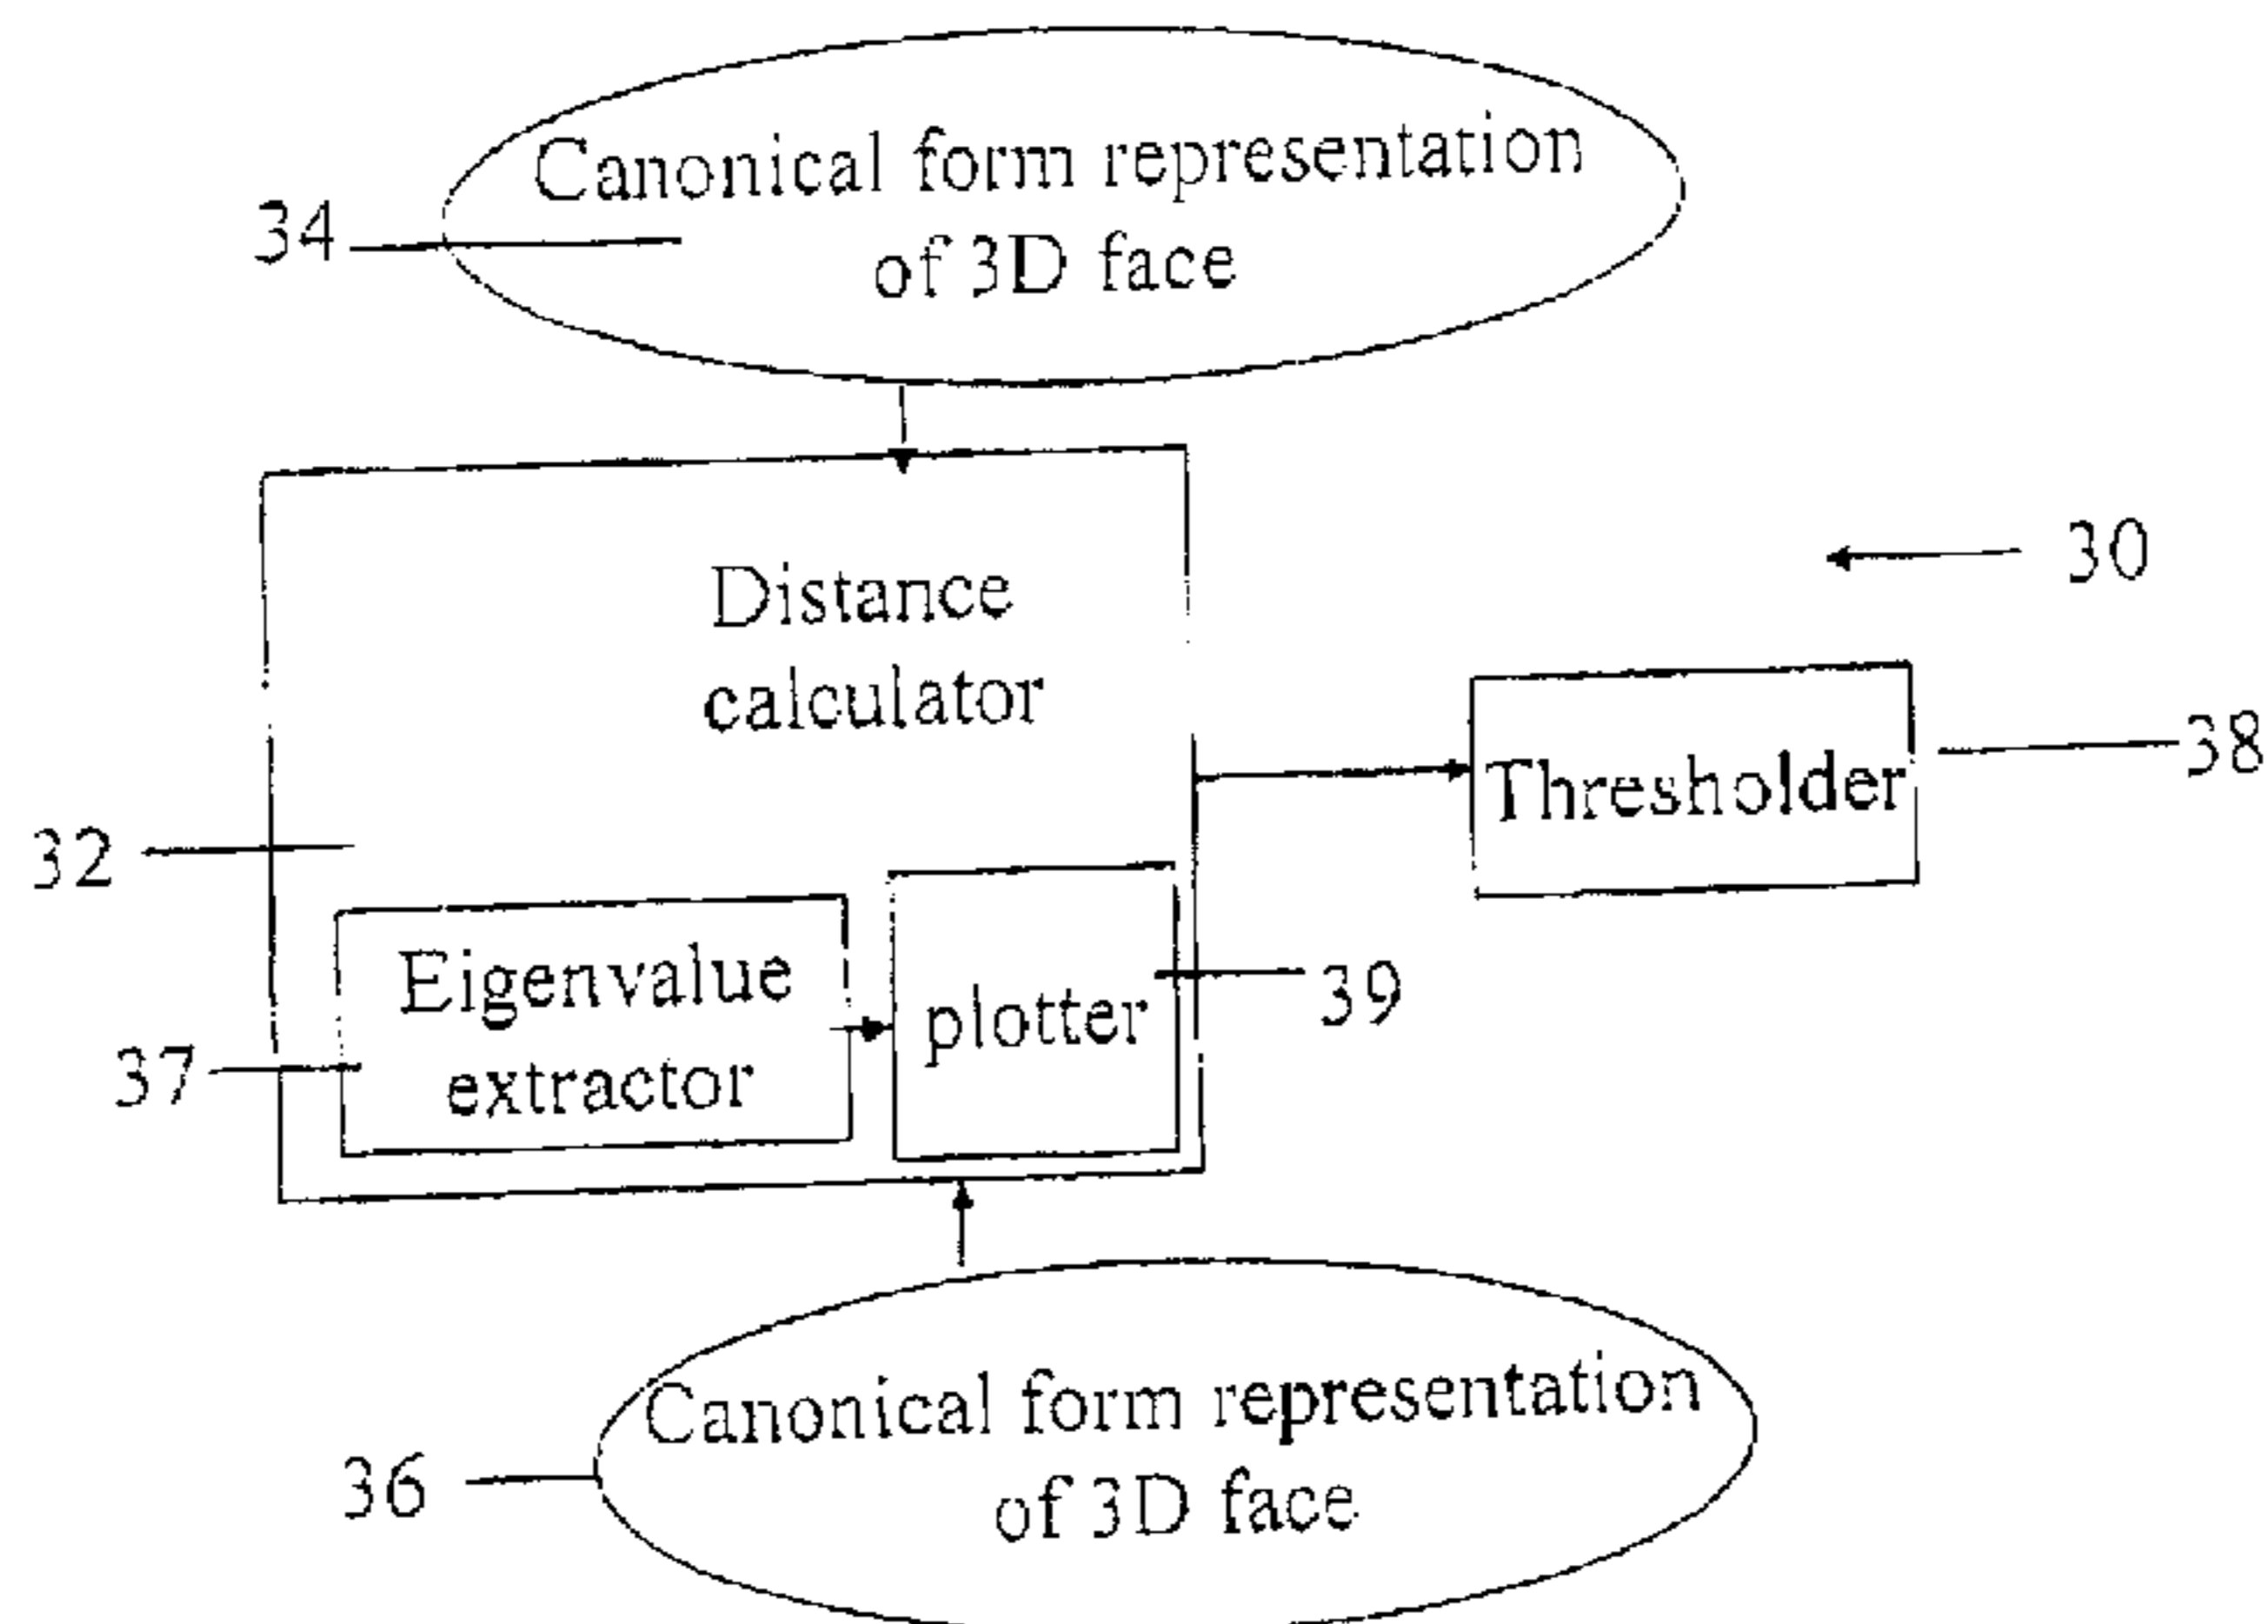 Canonical form representation
of 3D face
34
Distance
calculator
30
Thresholder
38
32
Eigenvalue
extractor
plotter
39
37
Canonical form representation
of 3D face
36